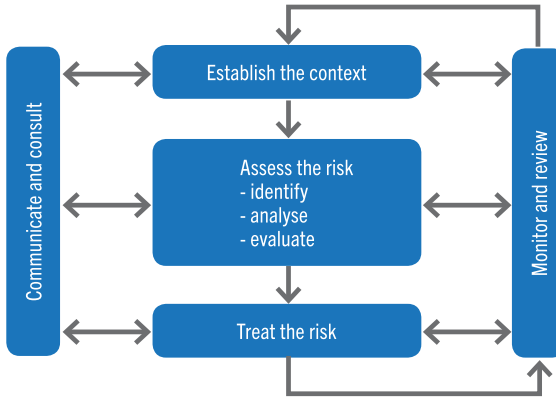 Establish the context
Communicate and consult
Assess the risk
- identify
- analyse
- evaluate
Monitor and review
Treat the risk